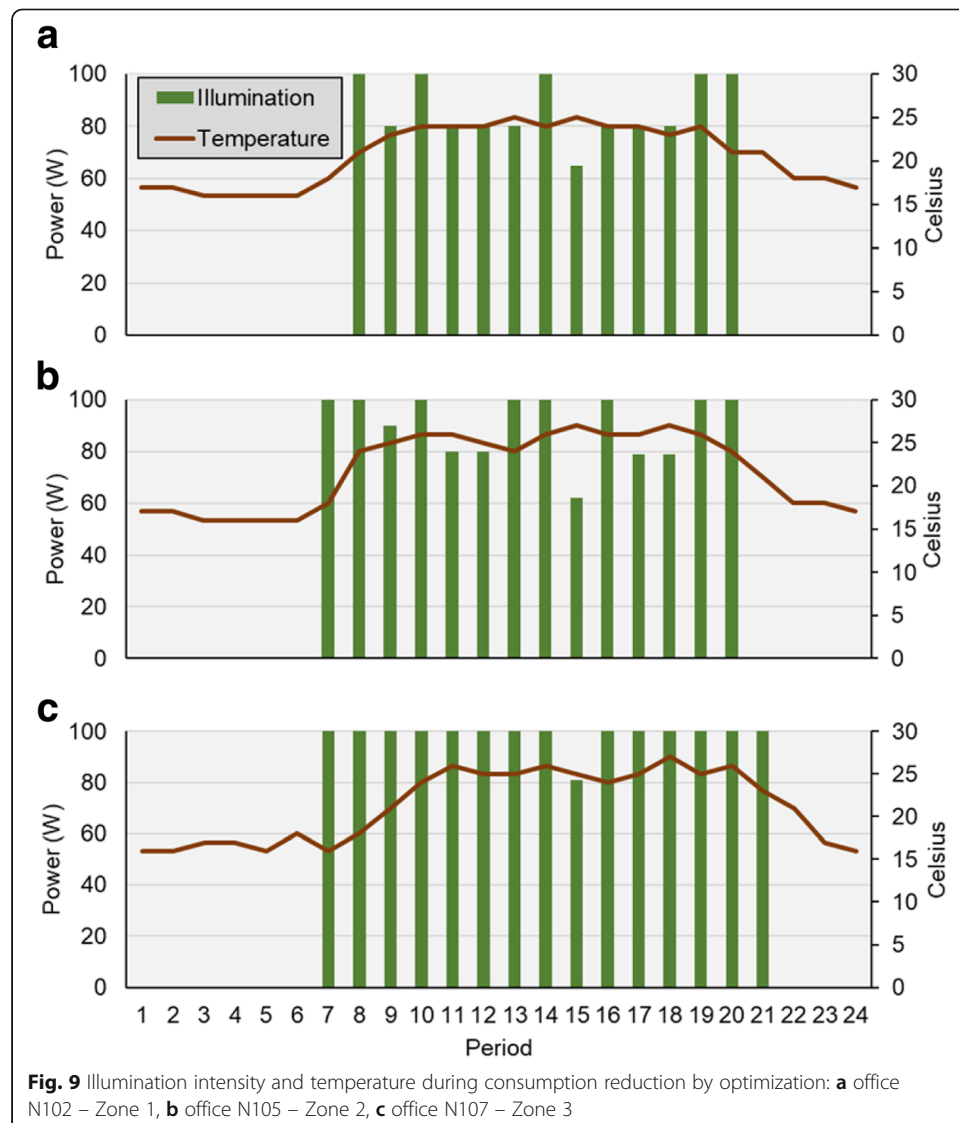 a
100
80
60
40
20
0
Power (W)
Illumination
Temperature
30
25
20
15
10
5
0
Celsius
b
100
80
60
40
20
0
Power (W)
30
25
20
15
10
5
0
Celsius
c
100
80
60
40
20
0
Power (W)
30
25
20
15
10
5
0
Celsius
1 2 3 4 5 6 7 8 9 10 11 12 13 14 15 16 17 18 19 20 21 22 23 24
Period
Fig. 9 Illumination intensity and temperature during consumption reduction by optimization: a office
N102 – Zone 1, b office N105 – Zone 2, c office N107 – Zone 3